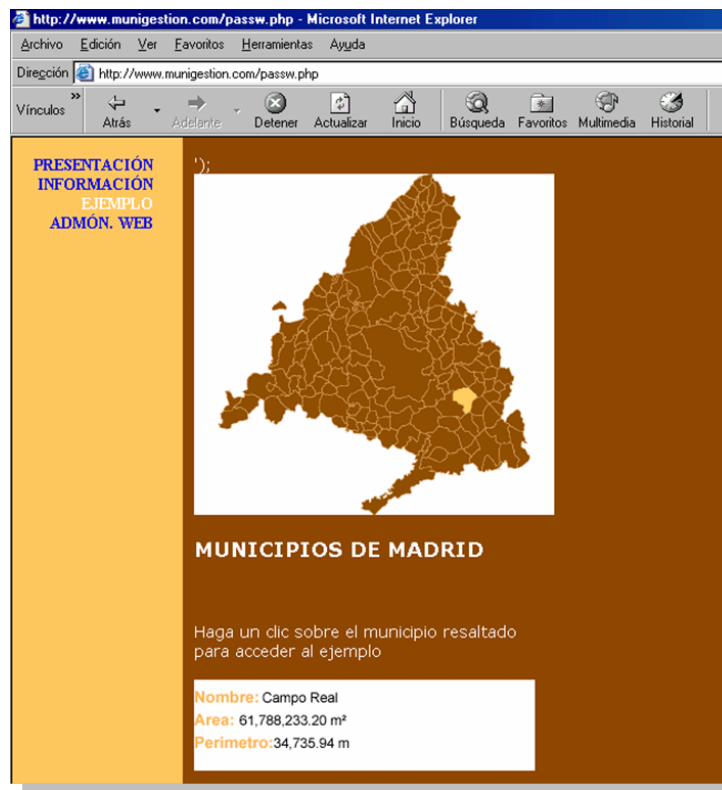 http://www.munigestion.com/passw.php - Microsoft Internet Explorer
Archivo Edición Ver Favoritos Herramientas Ayuda
Dirección http://www.munigestion.com/passw.php
Vínculos » Atrás Adelante Detener Actualizar Inicio Búsqueda Favoritos Multimedia Historial
PRESENTACIÓN
INFORMACIÓN
EJEMPLO
ADMÓN. WEB
');
MUNICIPIOS DE MADRID
Haga un clic sobre el municipio resaltado
para acceder al ejemplo
Nombre: Campo Real
Area: 61,788,233.20 m²
Perimetro:34,735.94 m